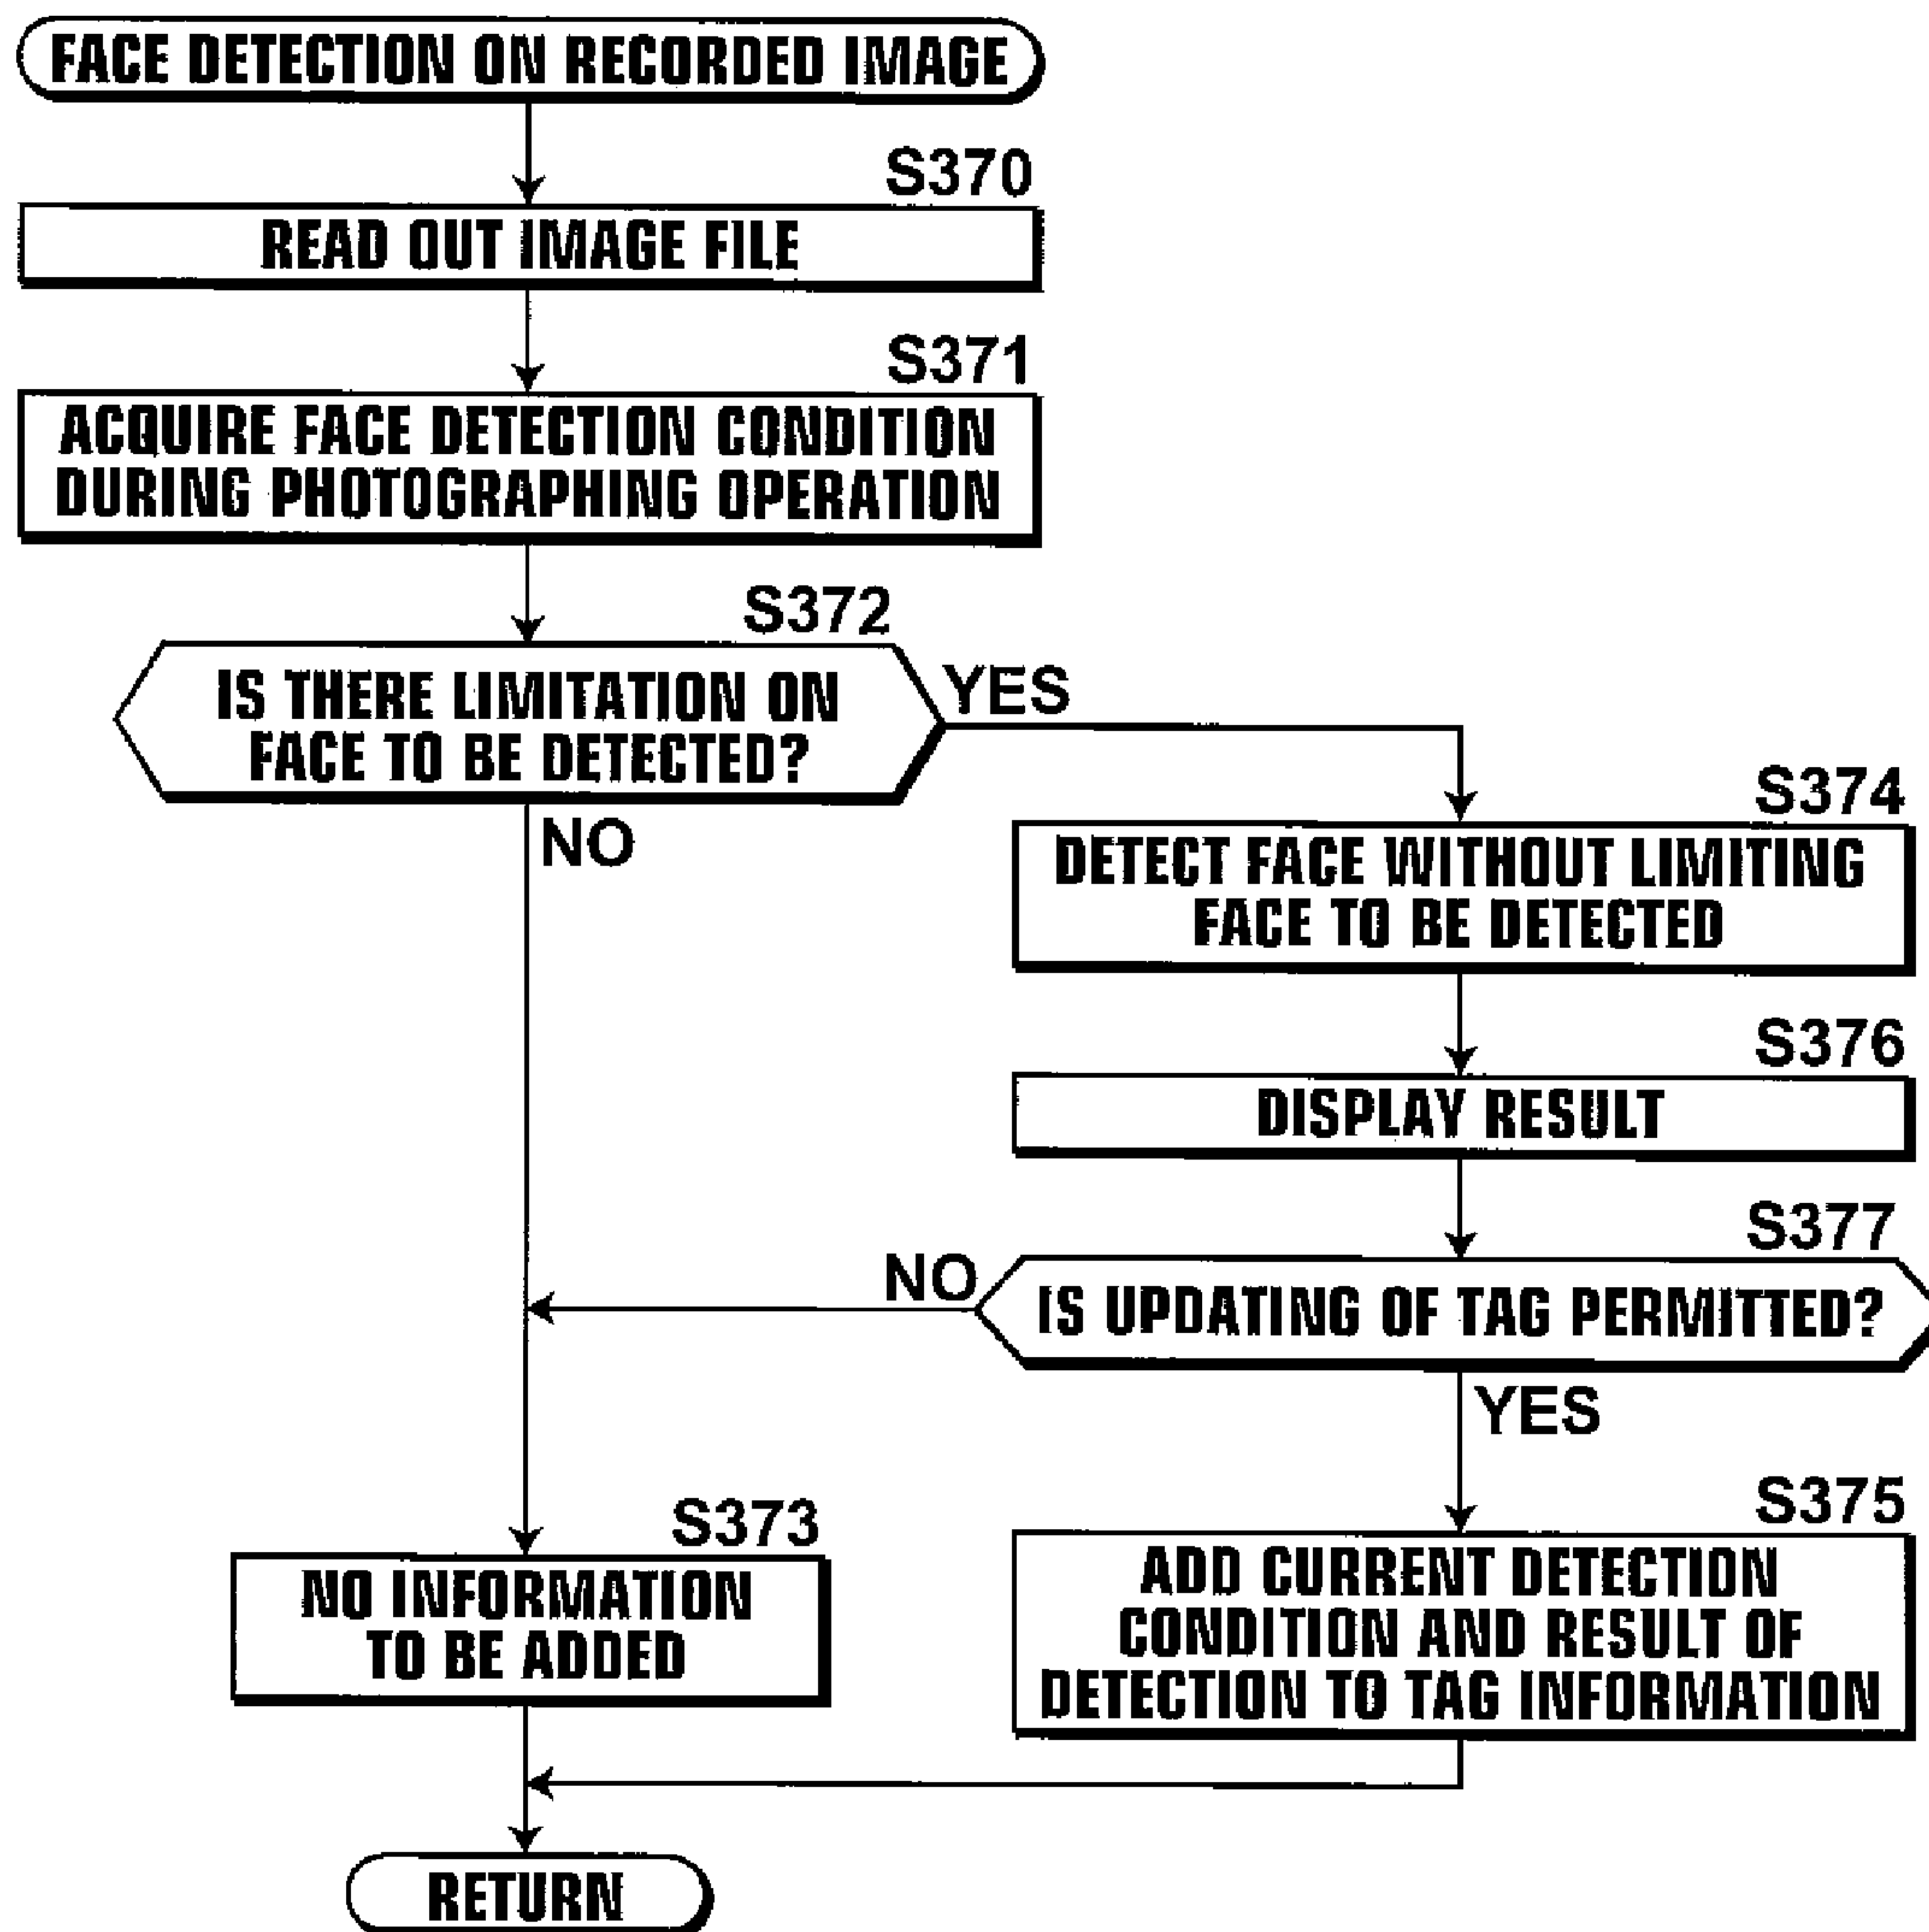 FACE DETECTION ON RECORDED IMAGE
S370
READ OUT IMAGE FILE
S371
ACQUIRE FACE DETECTION CONDITION
DURING PHOTOGRAPHING OPERATION
S372
IS THERE LIMITATION ON
FACE TO BE DETECTED?
YES
NO
S374
DETECT FACE WITHOUT LIMITING
FACE TO BE DETECTED
S376
DISPLAY RESULT
S377
IS UPDATING OF TAG PERMITTED?
NO
YES
S373
NO INFORMATION
TO BE ADDED
S375
ADD CURRENT DETECTION
CONDITION AND RESULT OF
DETECTION TO TAG INFORMATION
RETURN